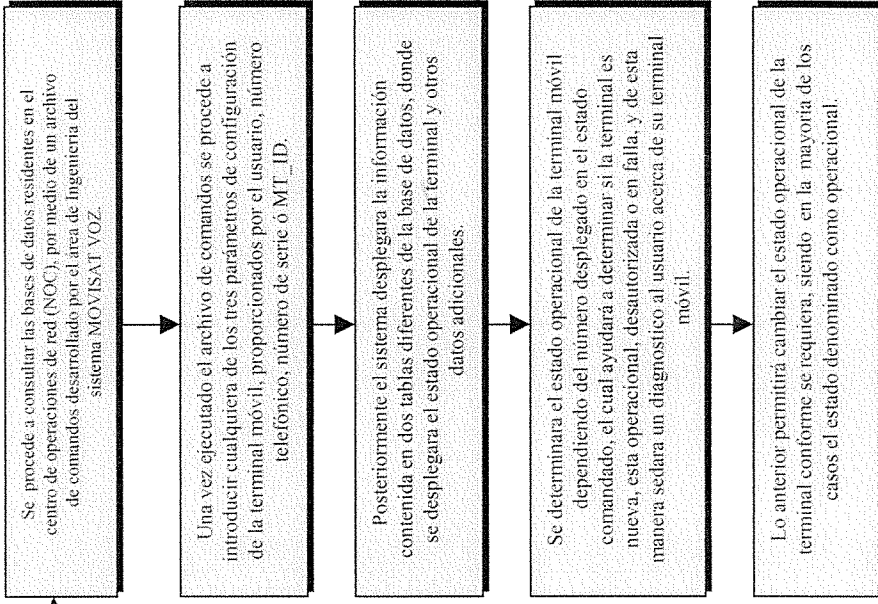 Se procede a consultar las bases de datos residentes en el
centro de operaciones de red (NOC), por medio de un archivo
de comandos desarrollado por el area de Ingenieria del
sistema MOVISAT VOZ.
Una vez ejecutado el archivo de comandos se procede a
introducir cualquiera de los tres parámetros de configuración
de la terminal móvil, proporcionados por el usuario, número
telefónico, número de serie ó MT_ID.
Posteriormente el sistema desplegara la información
contenida en dos tablas diferentes de la base de datos, donde
se desplegara el estado operacional de la terminal y otros
datos adicionales.
Se determinara el estado operacional de la terminal móvil
dependiendo del número desplegado en el estado
comandado, el cual ayudará a determinar si la terminal es
nueva, esta operacional, desautorizada o en falla, y de esta
manera sedara un diagnostico al usuario acerca de su terminal
móvil.
Lo anterior permitirá cambiar el estado operacional de la
terminal conforme se requiera, siendo en la mayoria de los
casos el estado denominado como operacional.